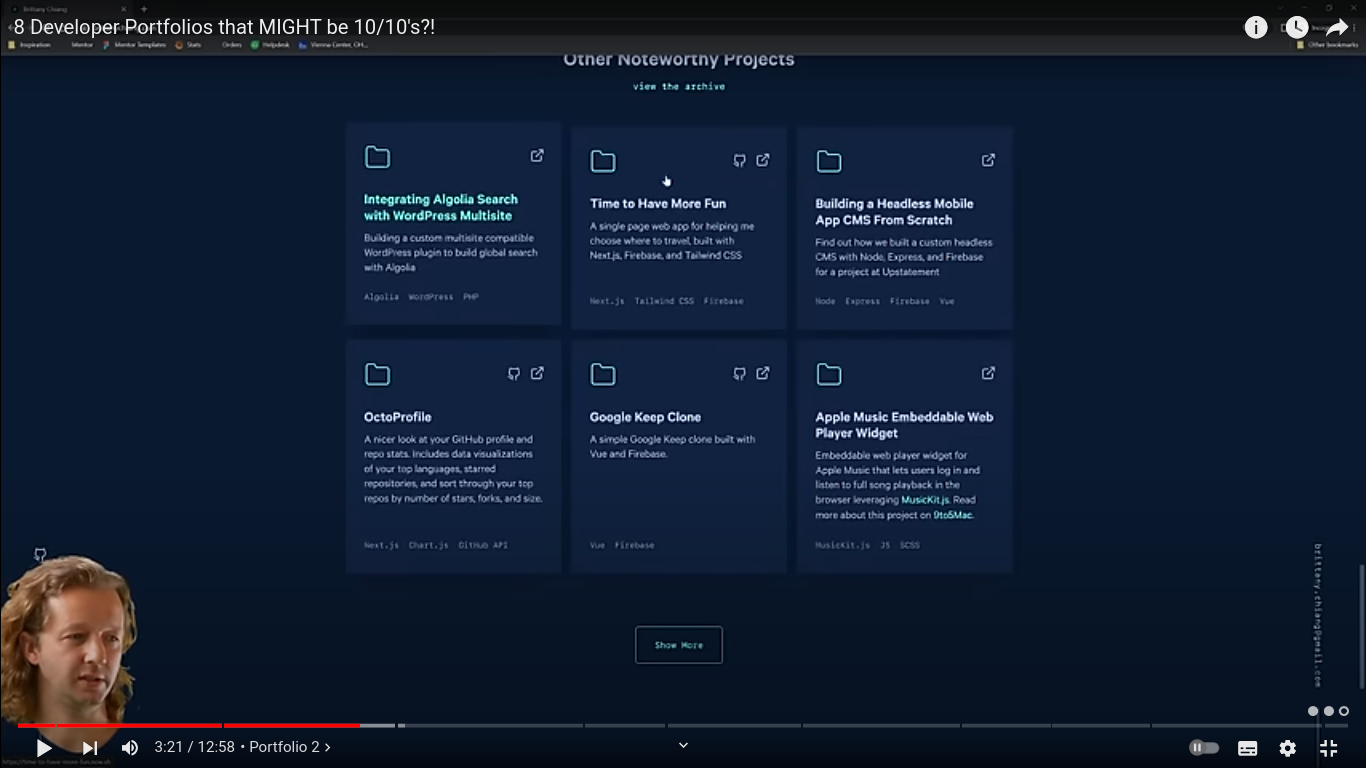 Brittany Chiang
8 Developer Portfolios that MIGHT be 10/10's?!
Inspiration Mentor Mentor Templates Stats Orders Helpdesk Vienna Center, OH... Other bookmarks
Other Noteworthy Projects
view the archive
Integrating Algolia Search
with WordPress Multisite
Building a custom multisite compatible
WordPress plugin to build global search
with Algolia
Algolia WordPress PHP
Time to Have More Fun
A single page web app for helping me
choose where to travel, built with
Next.js, Firebase, and Tailwind CSS
Next.js Tailwind CSS Firebase
Building a Headless Mobile
App CMS From Scratch
Find out how we built a custom headless
CMS with Node, Express, and Firebase
for a project at Upstatement
Node Express Firebase Vue
OctoProfile
A nicer look at your GitHub profile and
repo stats. Includes data visualizations
of your top languages, starred
repositories, and sort through your top
repos by number of stars, forks, and size.
Next.js Chart.js GitHub API
Google Keep Clone
A simple Google Keep clone built with
Vue and Firebase.
Vue Firebase
Apple Music Embeddable Web
Player Widget
Embeddable web player widget for
Apple Music that lets users log in and
listen to full song playback in the
browser leveraging MusicKit.js. Read
more about this project on 9to5Mac.
MusicKit.js JS SCSS
brittany.chiang@gmail.com
Show More
3:21 / 12:58 • Portfolio 2 >
https://time-to-have-more-fun.now.sh